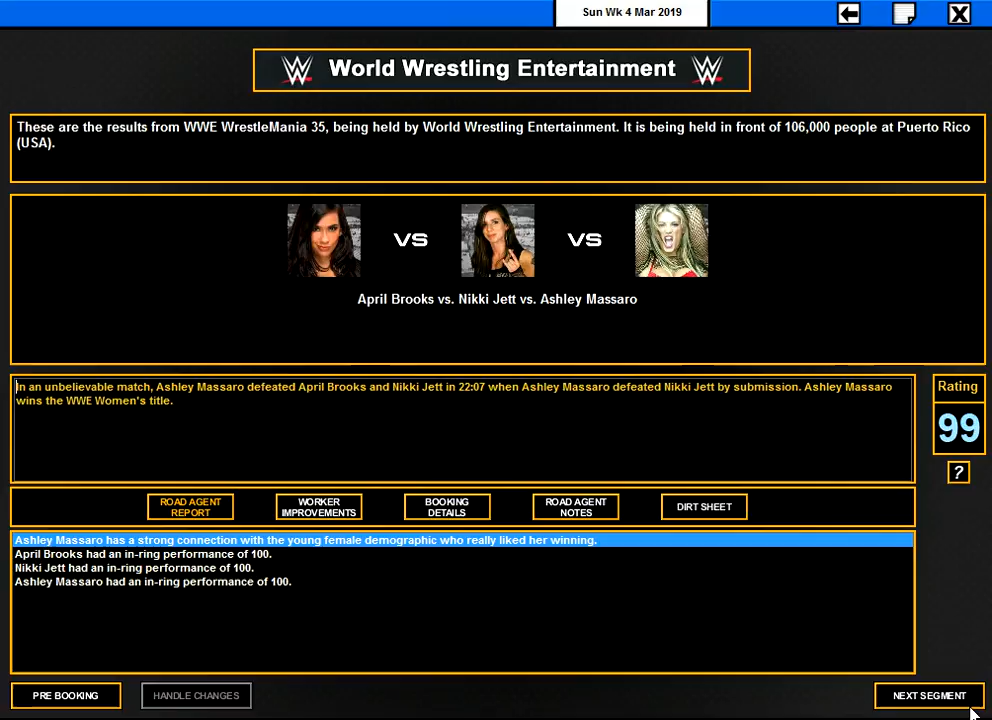 Sun Wk 4 Mar 2019
World Wrestling Entertainment
These are the results from WWE WrestleMania 35, being held by World Wrestling Entertainment. It is being held in front of 106,000 people at Puerto Rico
(USA).
VS VS
April Brooks vs. Nikki Jett vs. Ashley Massaro
In an unbelievable match, Ashley Massaro defeated April Brooks and Nikki Jett in 22:07 when Ashley Massaro defeated Nikki Jett by submission. Ashley Massaro
wins the WWE Women's title.
Rating
99
?
ROAD AGENT
REPORT
WORKER
IMPROVEMENTS
BOOKING
DETAILS
ROAD AGENT
NOTES
DIRT SHEET
Ashley Massaro has a strong connection with the young female demographic who really liked her winning.
April Brooks had an in-ring performance of 100.
Nikki Jett had an in-ring performance of 100.
Ashley Massaro had an in-ring performance of 100.
PRE BOOKING
HANDLE CHANGES
NEXT SEGMENT